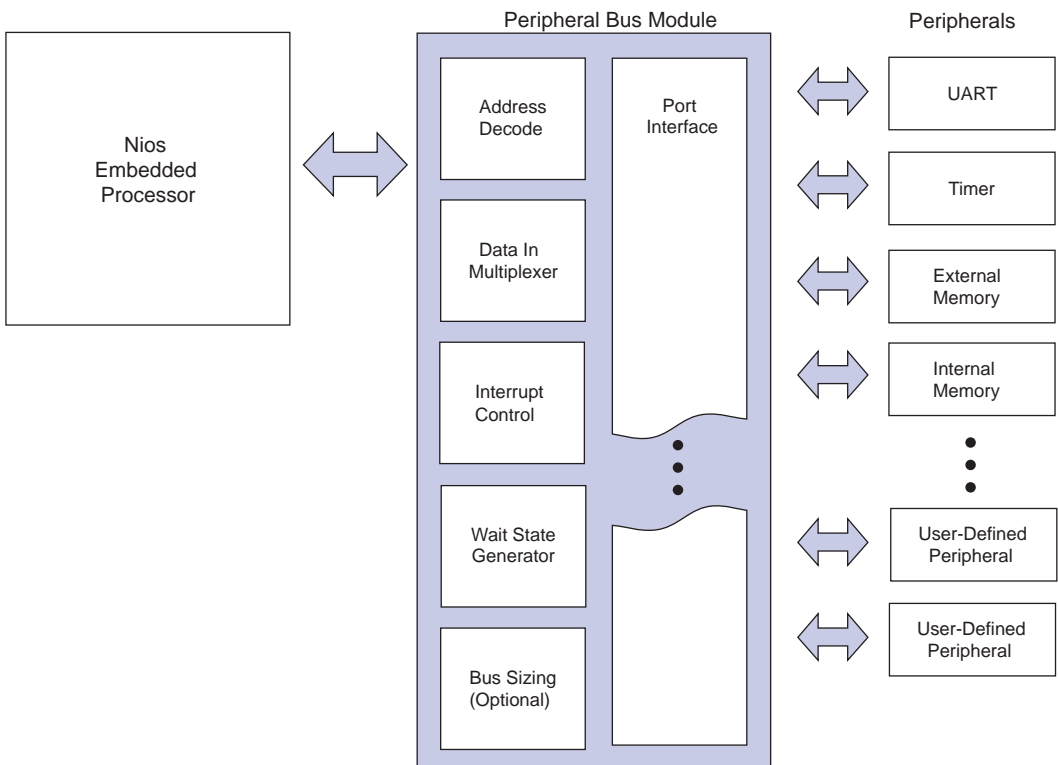 Peripheral Bus Module
Peripherals
Nios
Embedded
Processor
Address
Decode
Data In
Multiplexer
Interrupt
Control
Wait State
Generator
Bus Sizing
(Optional)
Port
Interface
UART
Timer
External
Memory
Internal
Memory
User-Defined
Peripheral
User-Defined
Peripheral